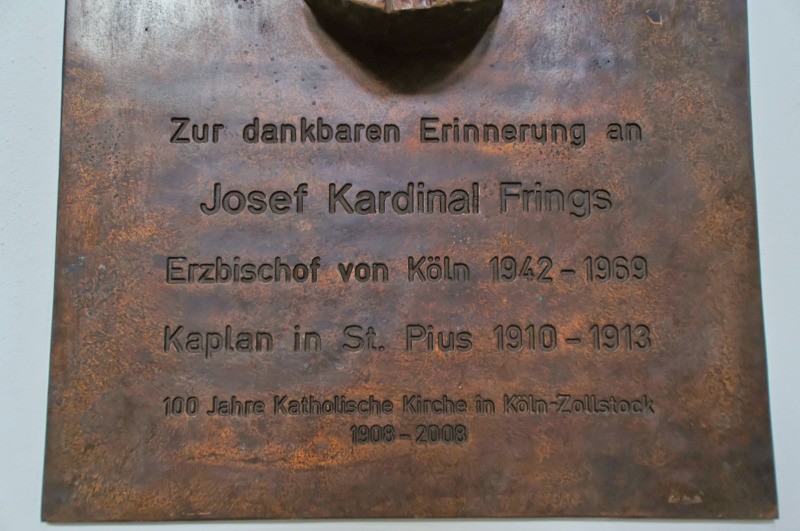 Zur dankbaren Erinnerung an
Josef Kardinal Frings
Erzbischof von Köln 1942 – 1969
Kaplan in St. Pius 1910 – 1913
100 Jahre Katholische Kirche in Köln-Zollstock
1908 – 2008